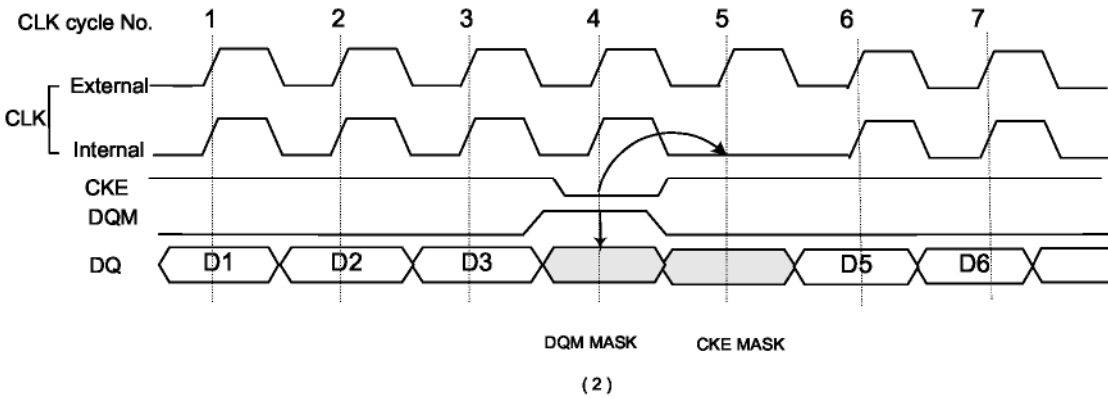 CLK cycle No. 1 2 3 4 5 6 7
External
CLK
Internal
CKE
DQM
DQ D1 D2 D3 D5 D6
DQM MASK CKE MASK
( 2 )